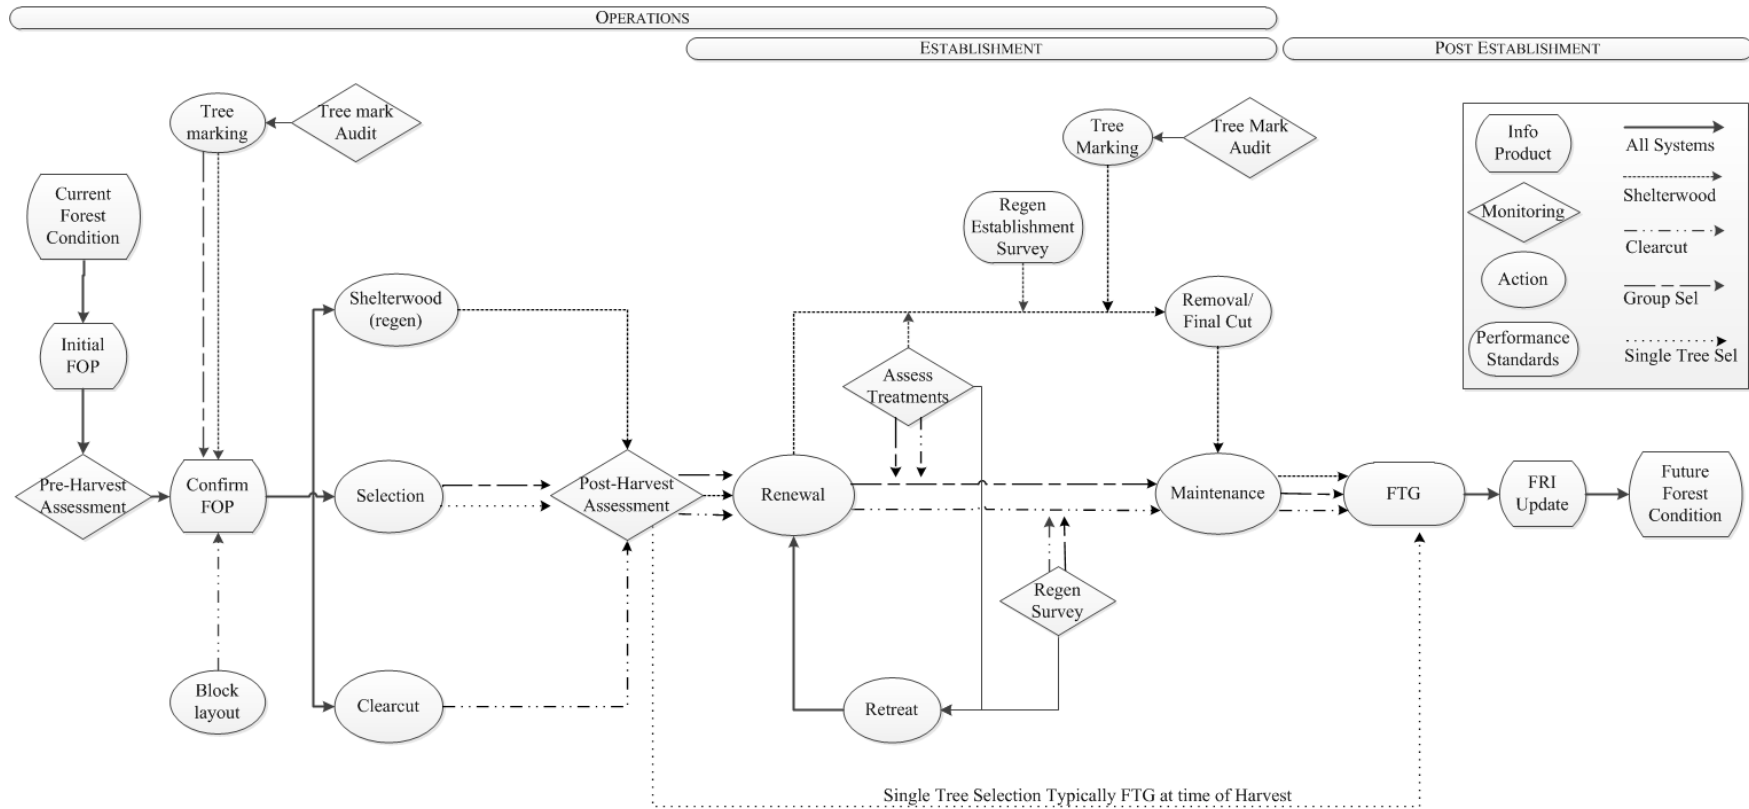 OPERATIONS
ESTABLISHMENT
POST ESTABLISHMENT
Tree
marking
Tree mark
Audit
Tree
Marking
Tree Mark
Audit
Info
Product
All Systems
Monitoring
Shelterwood
Clearcut
Action
Group Sel
Performance
Standards
Single Tree Sel
Current
Forest
Condition
Regen
Establishment
Survey
Initial
FOP
Shelterwood
(regen)
Removal/
Final Cut
Assess
Treatments
Pre-Harvest
Assessment
Confirm
FOP
Selection
Post-Harvest
Assessment
Renewal
Maintenance
FTG
FRI
Update
Future
Forest
Condition
Regen
Survey
Block
layout
Clearcut
Retreat
Single Tree Selection Typically FTG at time of Harvest